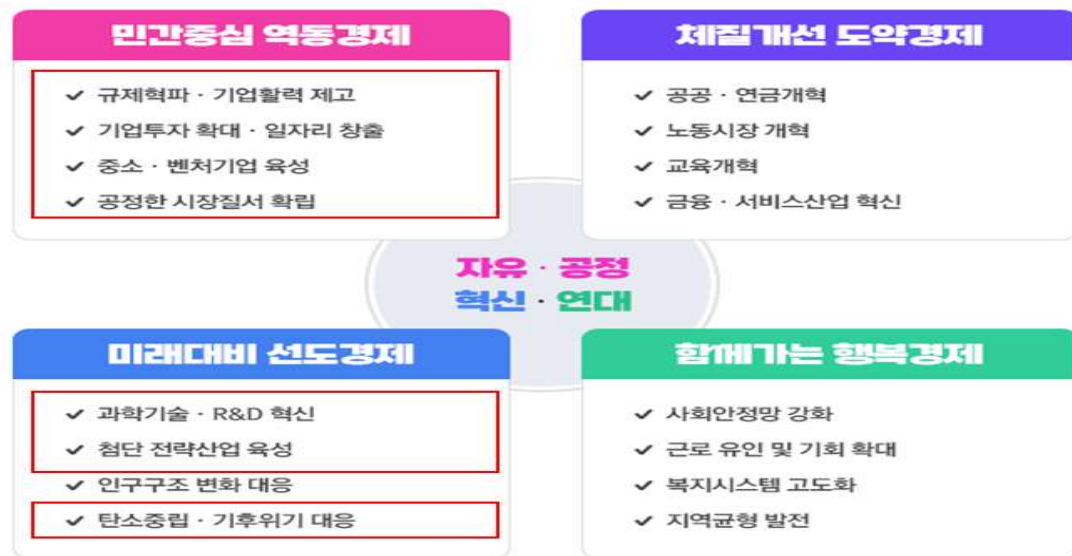 민간중심 역동경제
✓ 규제혁파 · 기업활력 제고
✓ 기업투자 확대 · 일자리 창출
✓ 중소 · 벤처기업 육성
✓ 공정한 시장질서 확립
체질개선 도약경제
✓ 공공 · 연금개혁
✓ 노동시장 개혁
✓ 교육개혁
✓ 금융 · 서비스산업 혁신
자유 · 공정
혁신 · 연대
미래대비 선도경제
✓ 과학기술 · R&D 혁신
✓ 첨단 전략산업 육성
✓ 인구구조 변화 대응
✓ 탄소중립 · 기후위기 대응
함께가는 행복경제
✓ 사회안정망 강화
✓ 근로 유인 및 기회 확대
✓ 복지시스템 고도화
✓ 지역균형 발전